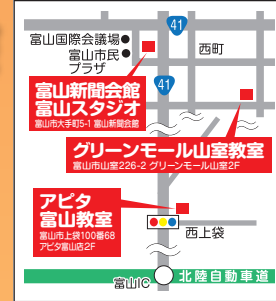 41
富山国際会議場
富山市民
プラザ
西町
41
富山新聞会館
富山スタジオ
富山市大手町5-1 富山新聞会館
グリーンモール山室教室
富山市山室226-2 グリーンモール山室2F
アピタ
富山教室
富山市上袋100番68
アピタ富山店2F
西上袋
富山IC
北陸自動車道